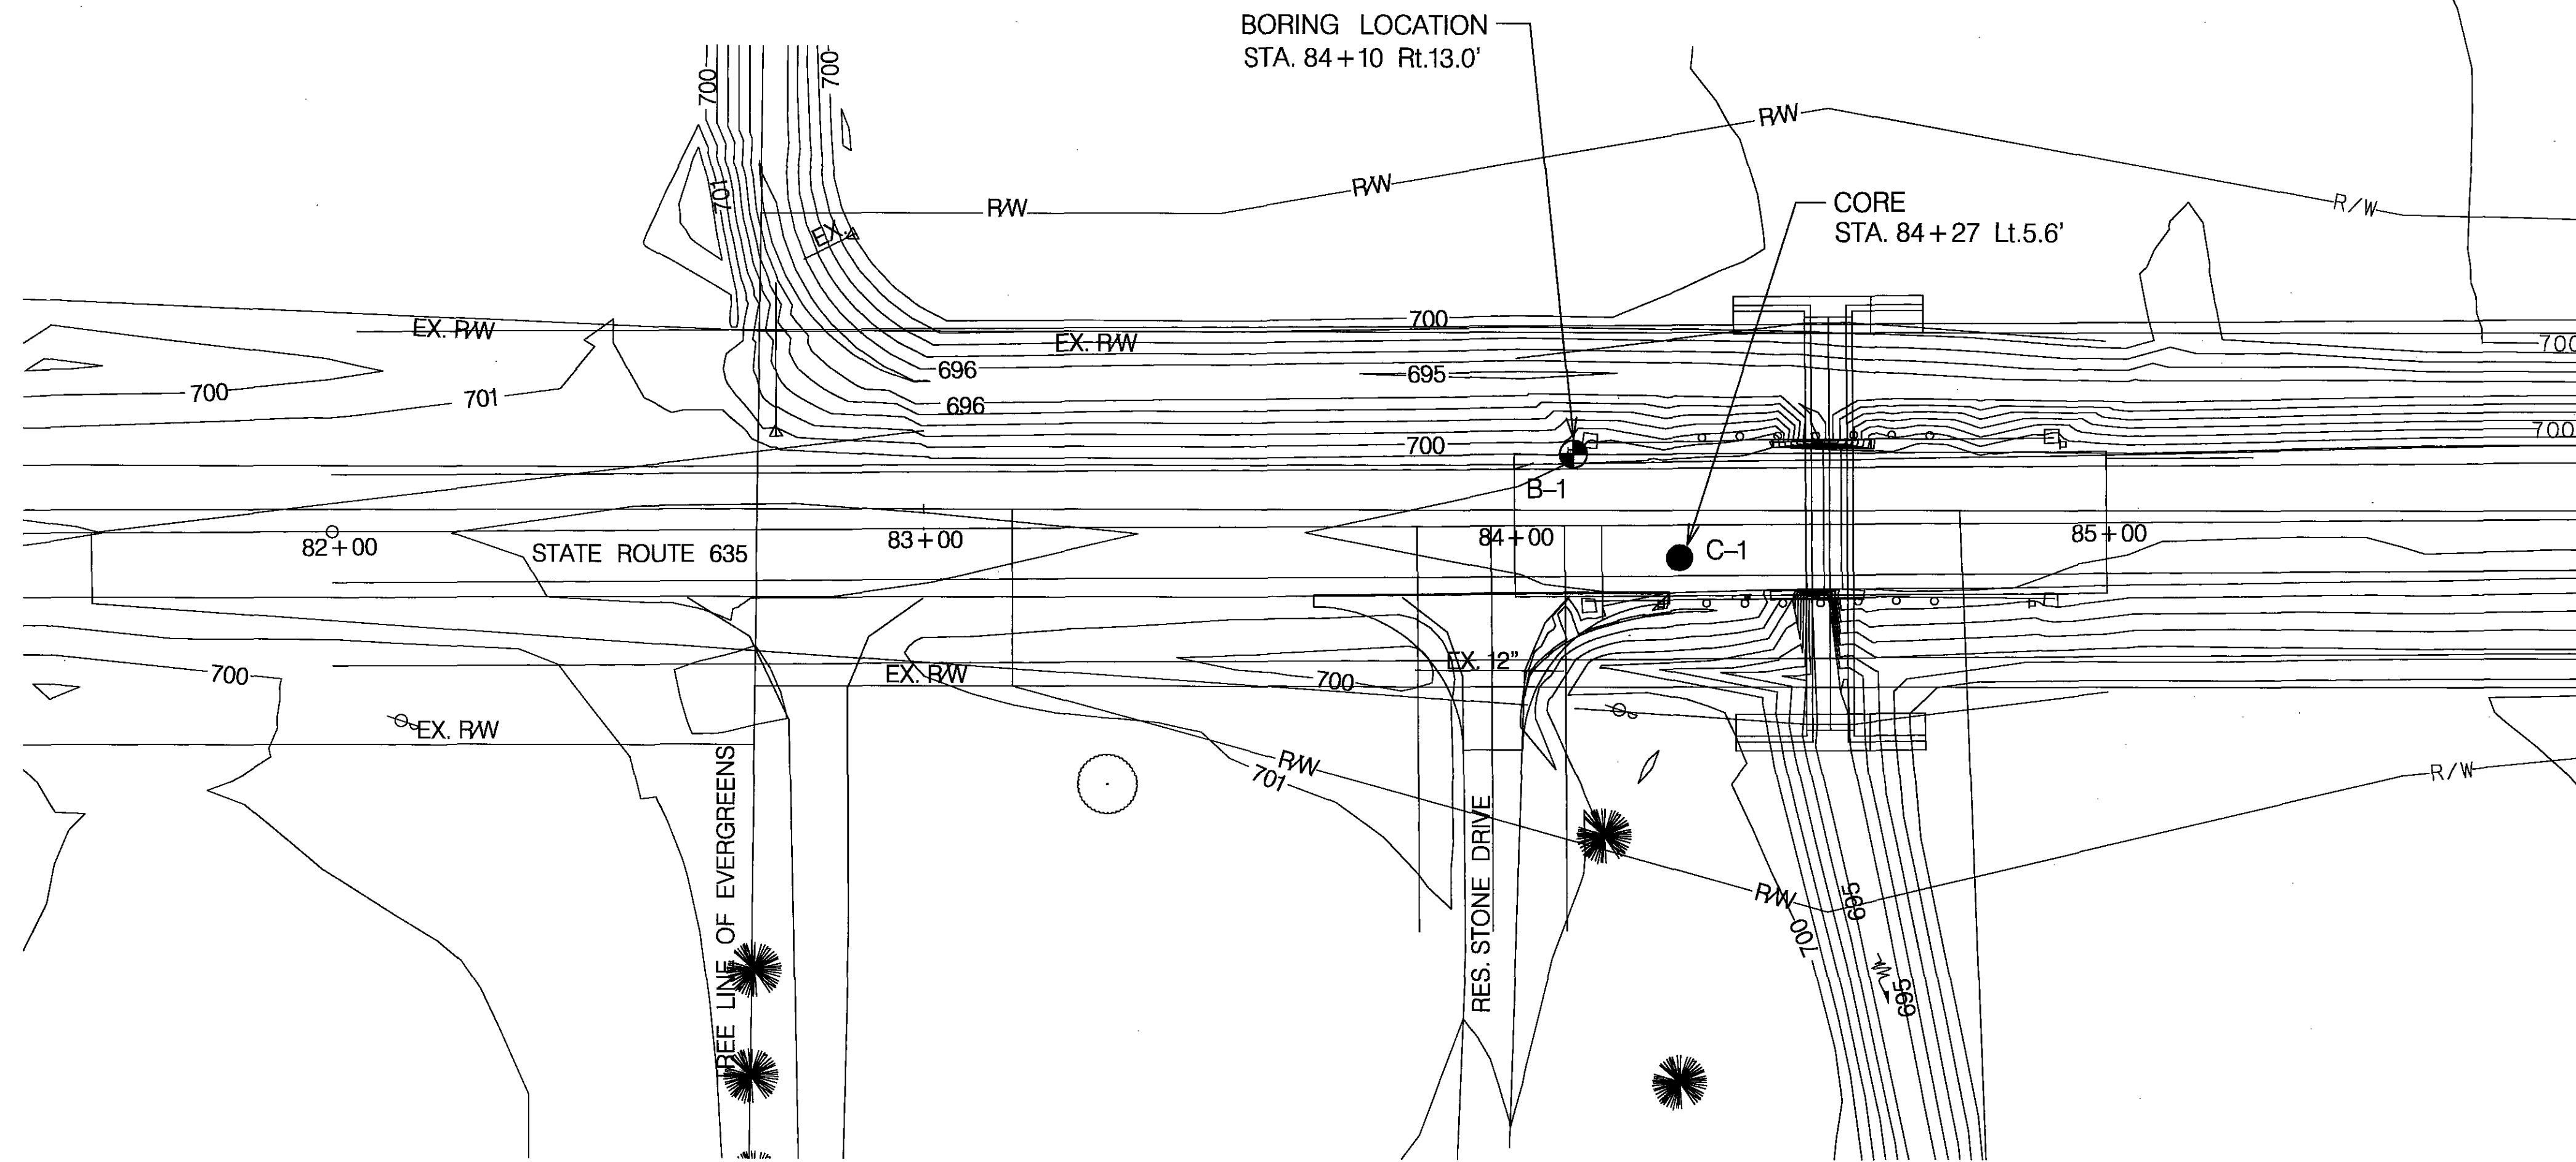 BORING LOCATION
STA. 84+10 Rt.13.0'
700
700
R/W
CORE
STA. 84+27 Lt.5.6'
701
R/W
R/W
R/W
EX.
EX. R/W
EX. R/W
700
700
696
695
700
701
696
700
700
B-1
82+00
83+00
84+00
85+00
STATE ROUTE 635
C-1
700
EX. R/W
EX. 12"
700
EX. R/W
R/W
701
R/W
TREE LINE OF EVERGREENS
RES. STONE DRIVE
R/W
695
700
695